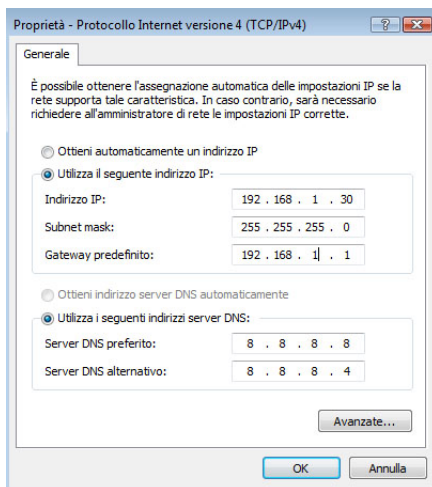 Proprietà - Protocollo Internet versione 4 (TCP/IPv4)
Generale
È possibile ottenere l'assegnazione automatica delle impostazioni IP se la
rete supporta tale caratteristica. In caso contrario, sarà necessario
richiedere all'amministratore di rete le impostazioni IP corrette.
Ottieni automaticamente un indirizzo IP
Utilizza il seguente indirizzo IP:
Indirizzo IP: 192 . 168 . 1 . 30
Subnet mask: 255 . 255 . 255 . 0
Gateway predefinito: 192 . 168 . 1 . 1
Ottieni indirizzo server DNS automaticamente
Utilizza i seguenti indirizzi server DNS:
Server DNS preferito: 8 . 8 . 8 . 8
Server DNS alternativo: 8 . 8 . 8 . 4
Avanzate...
OK Annulla